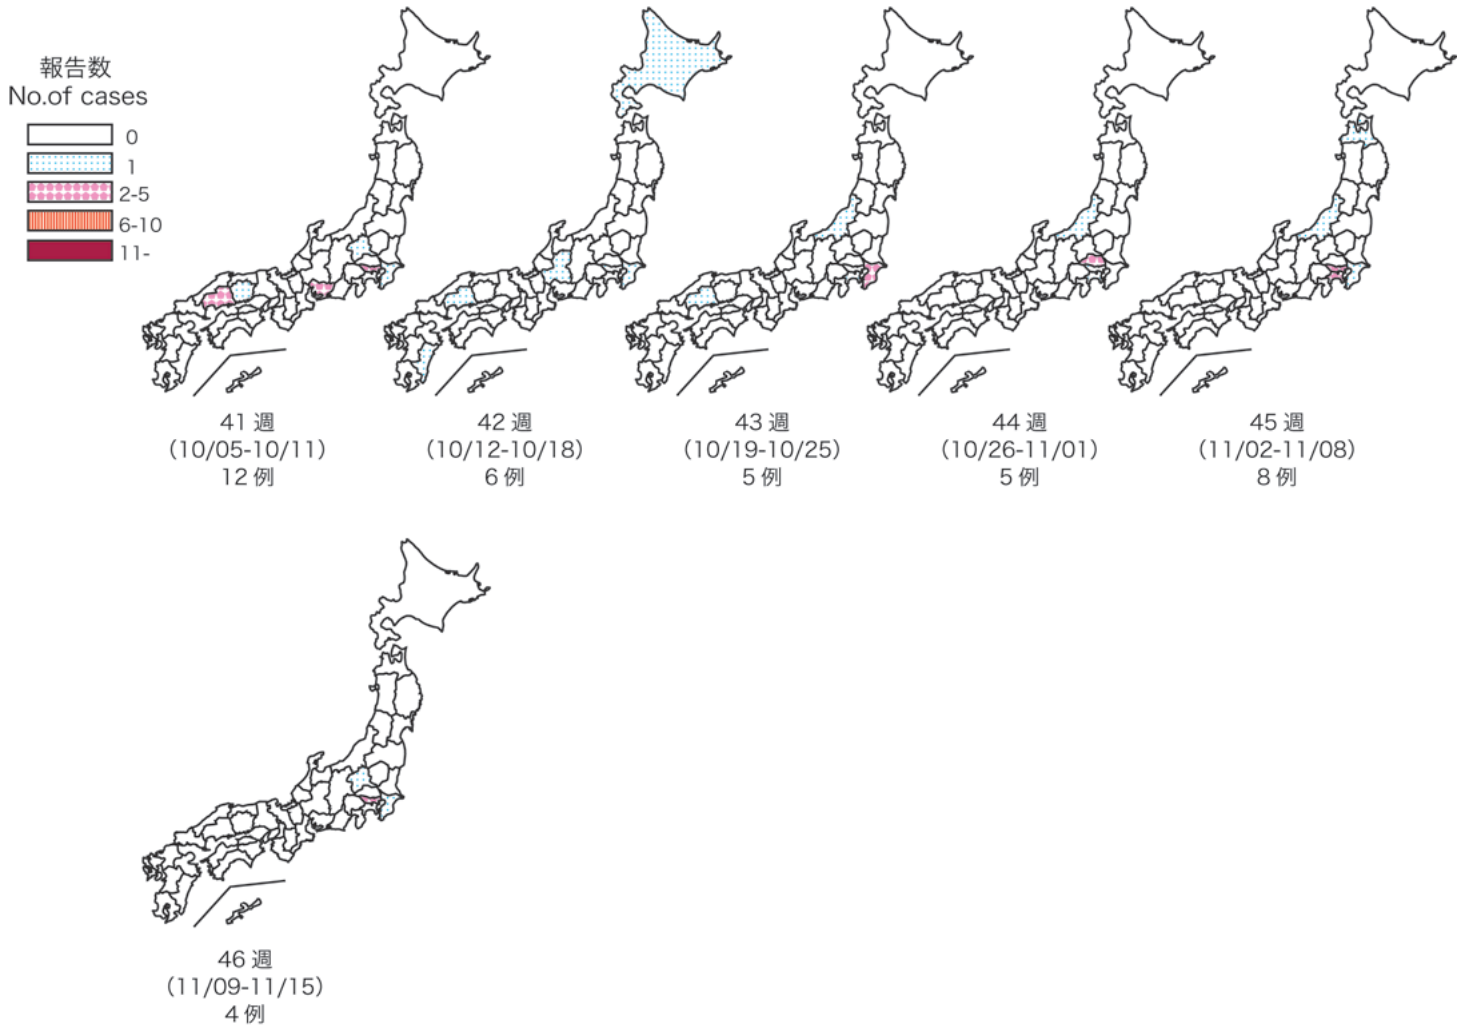 報告数
No.of cases
0
1
2-5
6-10
11-
41 週
(10/05-10/11)
12 例
42 週
(10/12-10/18)
6 例
43 週
(10/19-10/25)
5 例
44 週
(10/26-11/01)
5 例
45 週
(11/02-11/08)
8 例
46 週
(11/09-11/15)
4 例